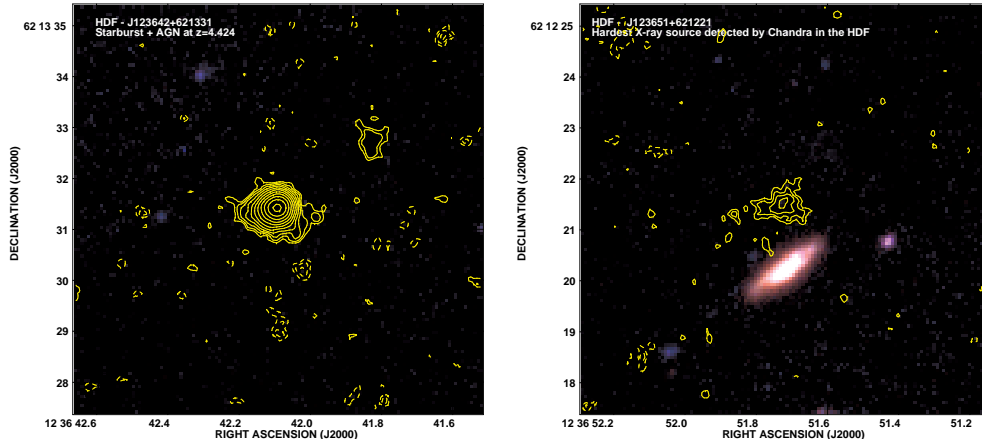 HDF - J123642+621331
Starburst + AGN at z=4.424
DECLINATION (J2000)
62 13 35
34
33
32
31
30
29
28
12 36 42.6
42.4
42.2
42.0
41.8
41.6
RIGHT ASCENSION (J2000)
HDF - J123651+621221
Hardest X-ray source detected by Chandra in the HDF
DECLINATION (J2000)
62 12 25
24
23
22
21
20
19
18
12 36 52.2
52.0
51.8
51.6
51.4
51.2
RIGHT ASCENSION (J2000)